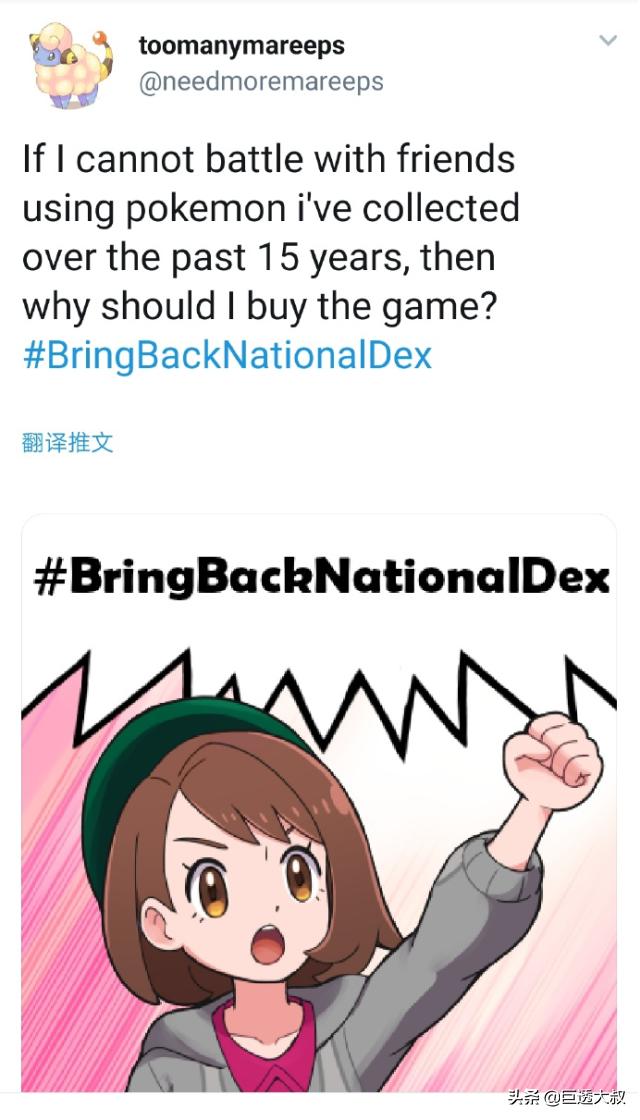 toomanymareeps
@needmoremareeps
If I cannot battle with friends
using pokemon i've collected
over the past 15 years, then
why should I buy the game?
#BringBackNationalDex
翻译推文
#BringBackNationalDex
头条 @巨透大叔